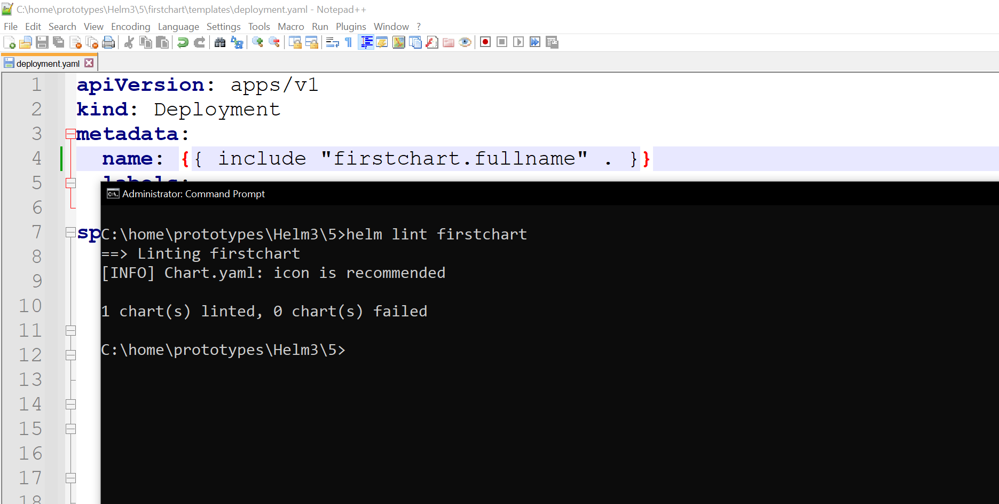 C:\home\prototypes\Helm3\5\firstchart\templates\deployment.yaml - Notepad++
File Edit Search View Encoding Language Settings Tools Macro Run Plugins Window ?
deployment.yaml
1 apiVersion: apps/v1
2 kind: Deployment
3 metadata:
4 name: {{ include "firstchart.fullname" . }}
5 labels:
6
7 sp
8
9
10
11
12
13
14
15
16
17
18
Administrator: Command Prompt
C:\home\prototypes\Helm3\5>helm lint firstchart
==> Linting firstchart
[INFO] Chart.yaml: icon is recommended
1 chart(s) linted, 0 chart(s) failed
C:\home\prototypes\Helm3\5>